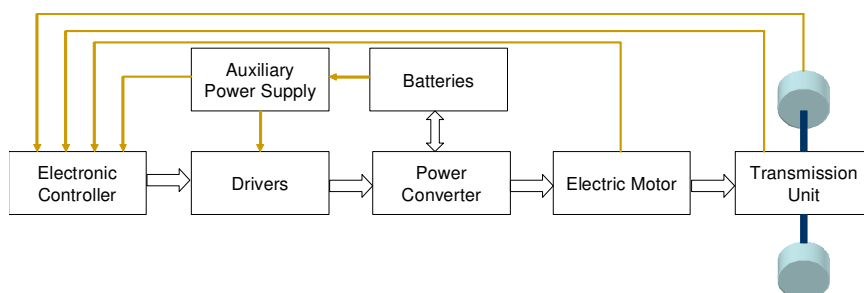 Auxiliary
Power Supply
Batteries
Electronic
Controller
Drivers
Power
Converter
Electric Motor
Transmission
Unit